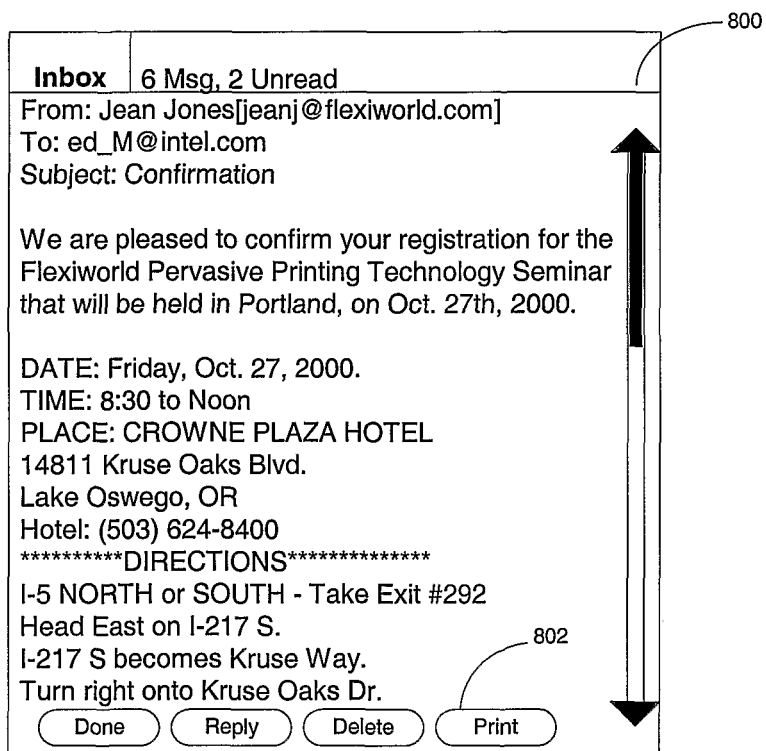 800
Inbox 6 Msg, 2 Unread
From: Jean Jones[jeanj@flexiworld.com]
To: ed_M@intel.com
Subject: Confirmation
We are pleased to confirm your registration for the
Flexiworld Pervasive Printing Technology Seminar
that will be held in Portland, on Oct. 27th, 2000.
DATE: Friday, Oct. 27, 2000.
TIME: 8:30 to Noon
PLACE: CROWNE PLAZA HOTEL
14811 Kruse Oaks Blvd.
Lake Oswego, OR
Hotel: (503) 624-8400
**********DIRECTIONS**************
I-5 NORTH or SOUTH - Take Exit #292
Head East on I-217 S.
802
I-217 S becomes Kruse Way.
Turn right onto Kruse Oaks Dr.
Done Reply Delete Print